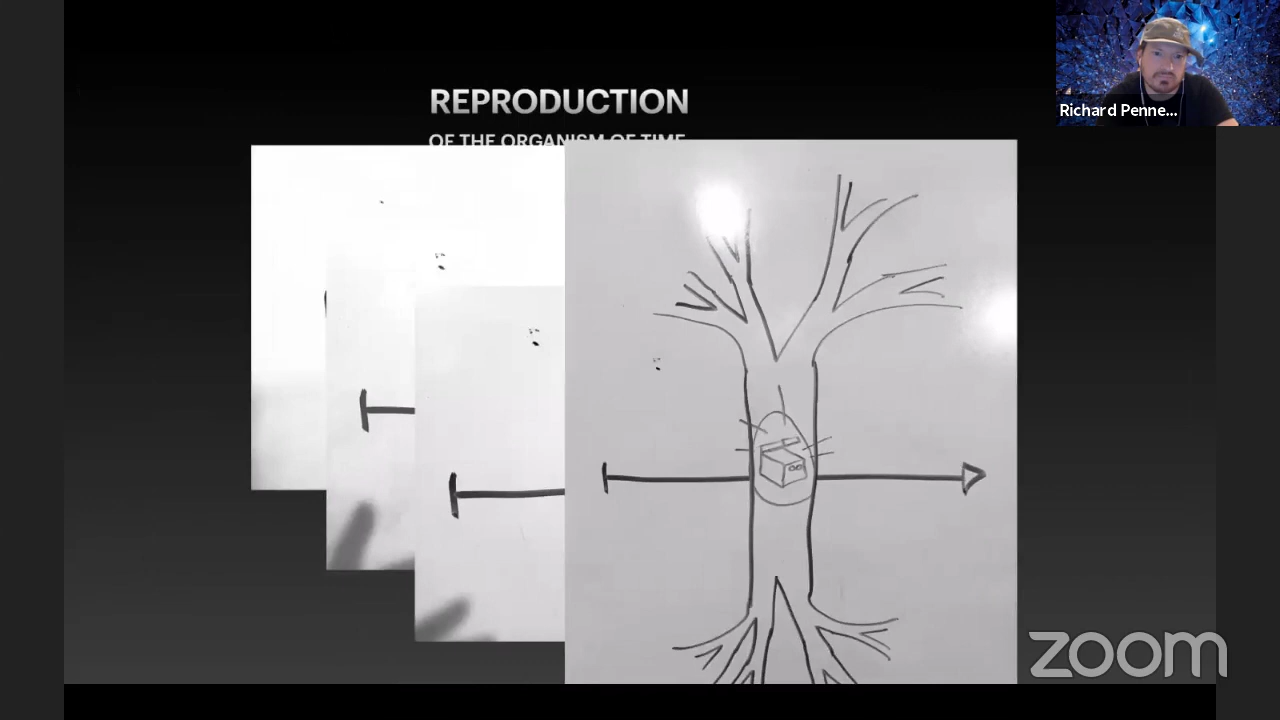 REPRODUCTION
OF THE ORGANISM OF TIME
Richard Penne...
zoom